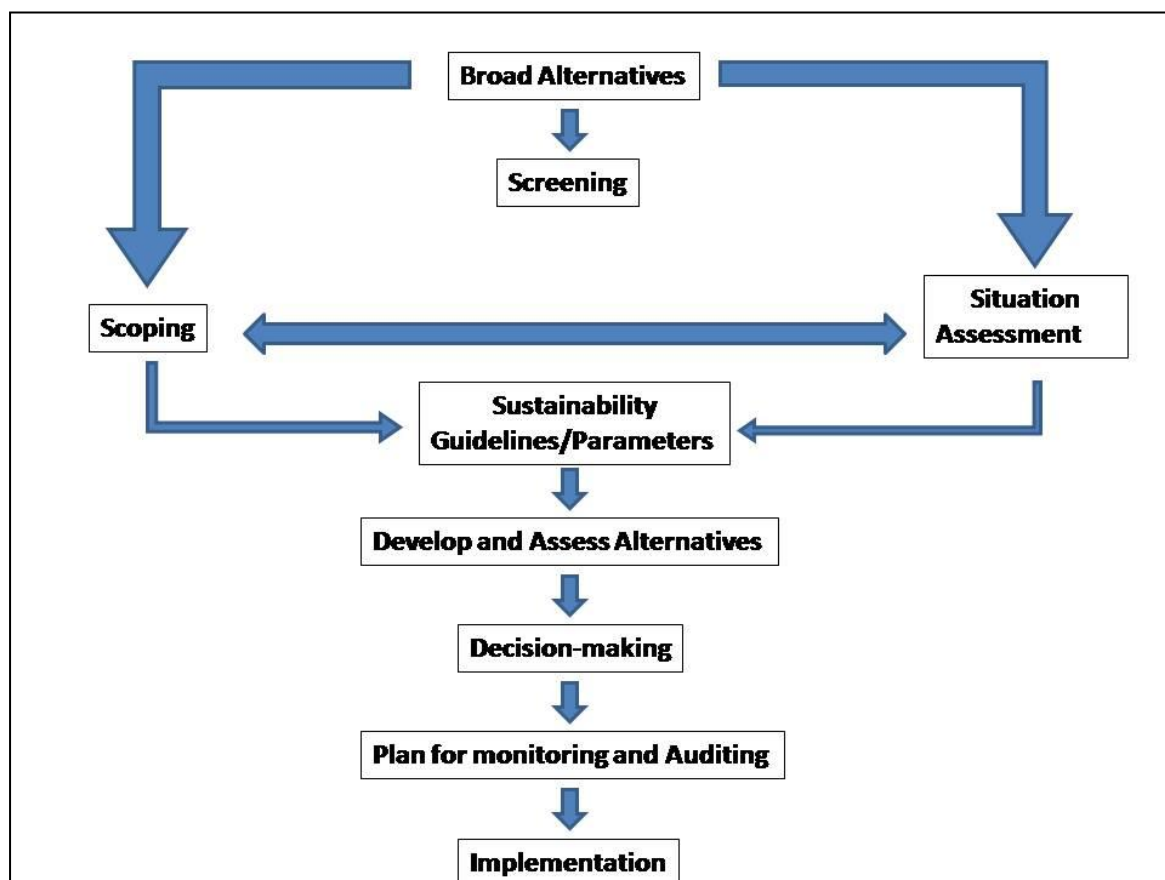 Broad Alternatives
Screening
Scoping
Situation
Assessment
Sustainability
Guidelines/Parameters
Develop and Assess Alternatives
Decision-making
Plan for monitoring and Auditing
Implementation